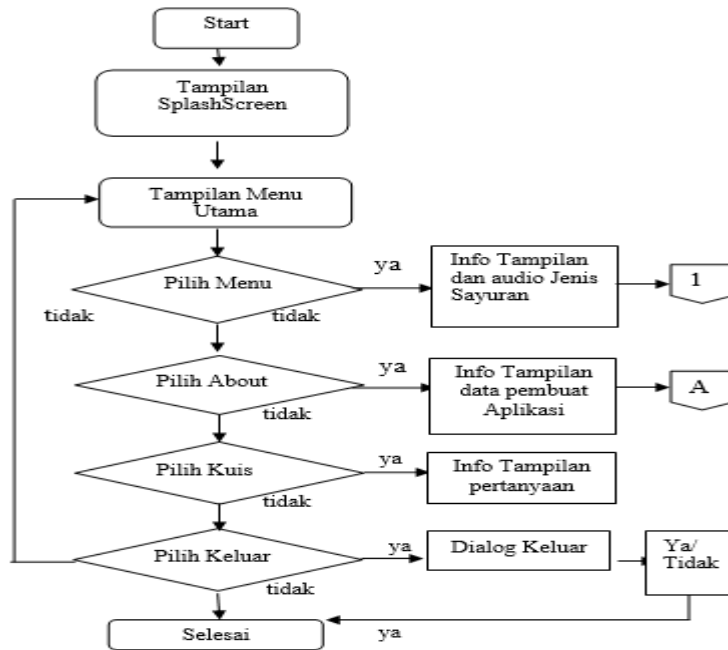 Start
Tampilan
SplashScreen
Tampilan Menu
Utama
Pilih Menu
ya
Info Tampilan
dan audio Jenis
Sayuran
1
tidak
tidak
Pilih About
ya
Info Tampilan
data pembuat
Aplikasi
A
tidak
Pilih Kuis
ya
Info Tampilan
pertanyaan
tidak
Pilih Keluar
ya
Dialog Keluar
Ya/
Tidak
tidak
Selesai
ya